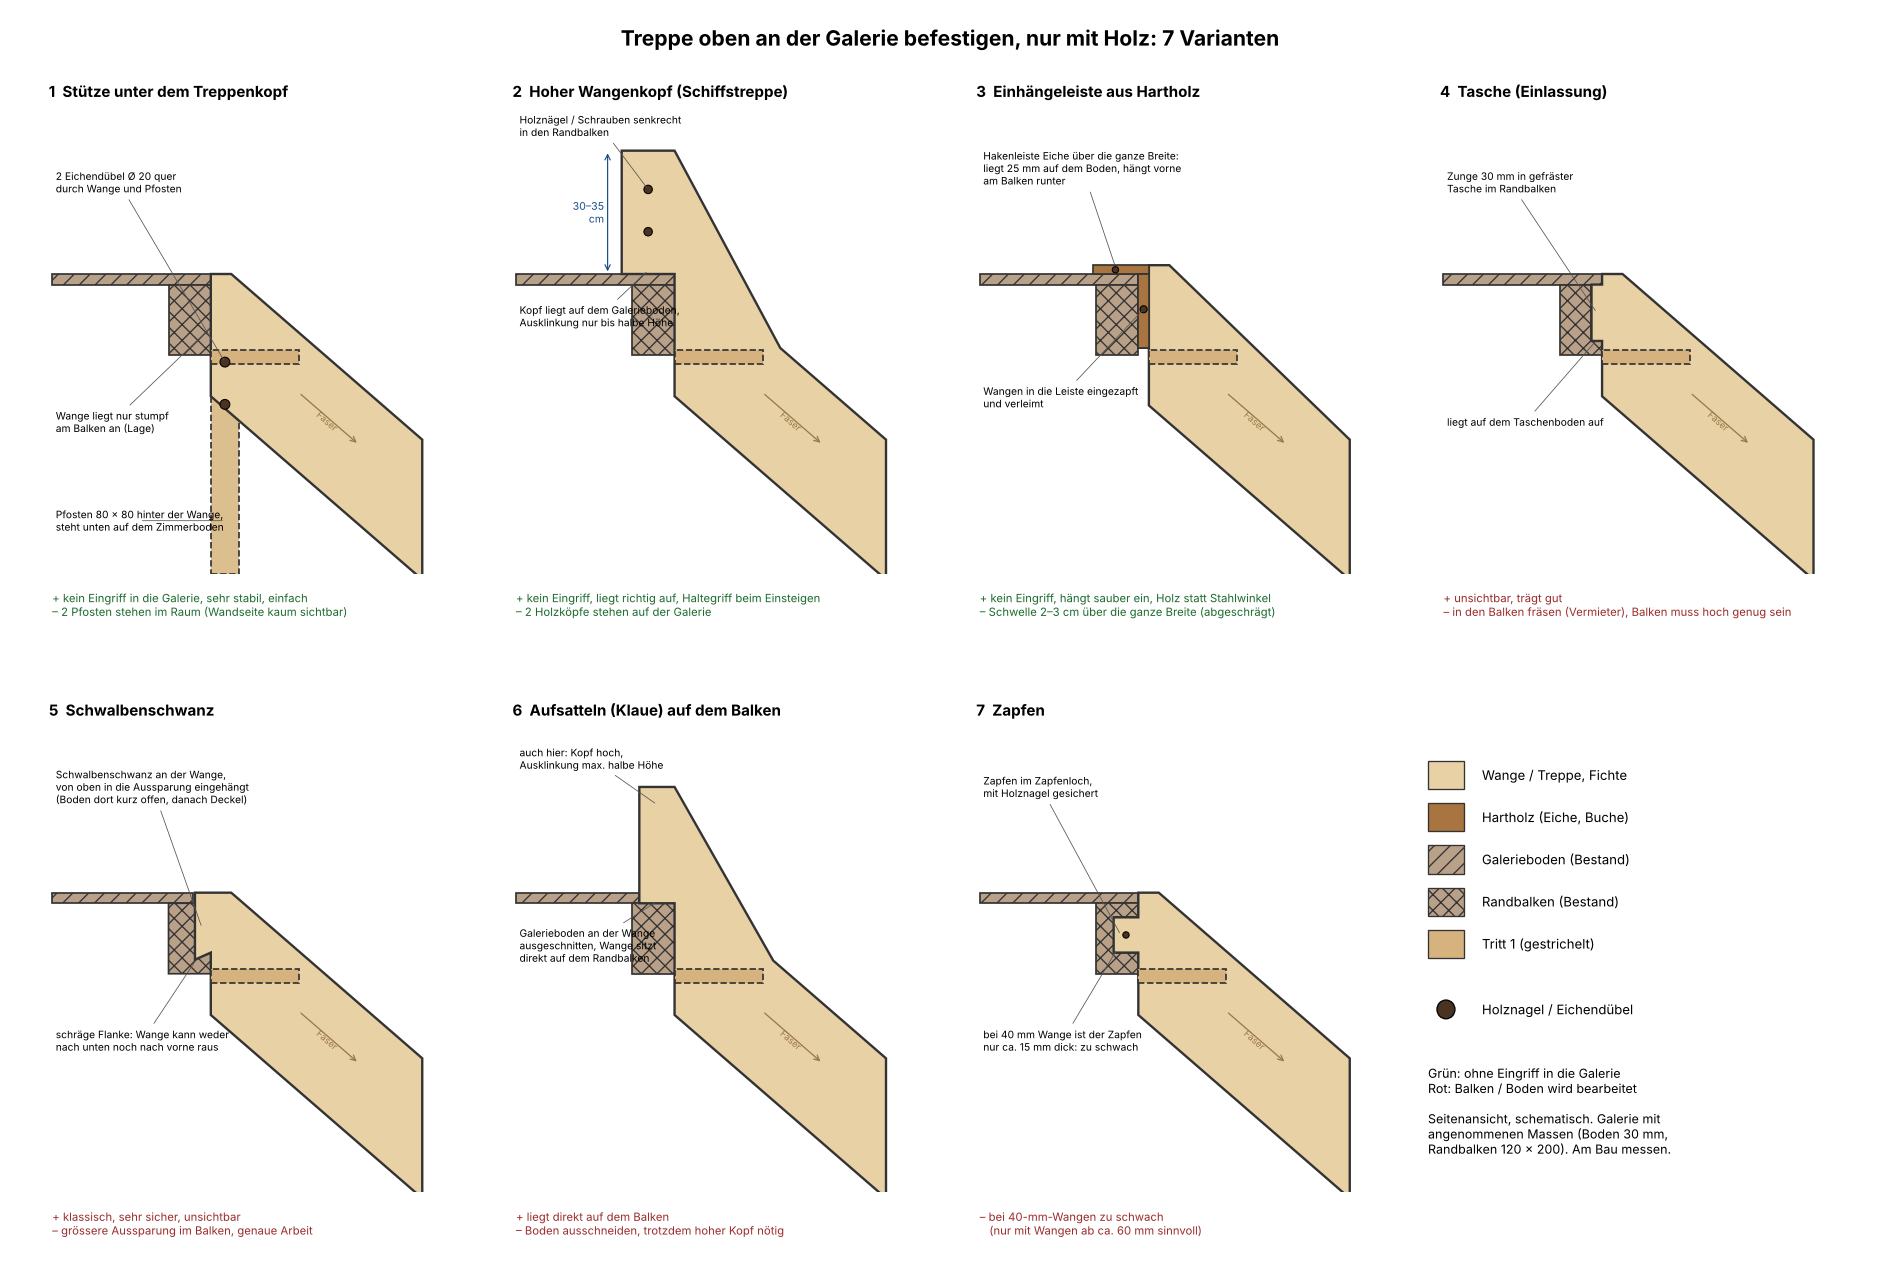 Treppe oben an der Galerie befestigen, nur mit Holz: 7 Varianten
1 Stütze unter dem Treppenkopf
2 Eichendübel Ø 20 quer
durch Wange und Pfosten
Wange liegt nur stumpf
am Balken an (Lage)
Pfosten 80 × 80 hinter der Wange,
steht unten auf dem Zimmerboden
Faser
+ kein Eingriff in die Galerie, sehr stabil, einfach
– 2 Pfosten stehen im Raum (Wandseite kaum sichtbar)
2 Hoher Wangenkopf (Schiffstreppe)
Holznägel / Schrauben senkrecht
in den Randbalken
30–35
cm
Kopf liegt auf dem Galerieboden,
Ausklinkung nur bis halbe Höhe
Faser
+ kein Eingriff, liegt richtig auf, Haltegriff beim Einsteigen
– 2 Holzköpfe stehen auf der Galerie
3 Einhängeleiste aus Hartholz
Hakenleiste Eiche über die ganze Breite:
liegt 25 mm auf dem Boden, hängt vorne
am Balken runter
Wangen in die Leiste eingezapft
und verleimt
Faser
+ kein Eingriff, hängt sauber ein, Holz statt Stahlwinkel
– Schwelle 2–3 cm über die ganze Breite (abgeschrägt)
4 Tasche (Einlassung)
Zunge 30 mm in gefräster
Tasche im Randbalken
liegt auf dem Taschenboden auf
Faser
+ unsichtbar, trägt gut
– in den Balken fräsen (Vermieter), Balken muss hoch genug sein
5 Schwalbenschwanz
Schwalbenschwanz an der Wange,
von oben in die Aussparung eingehängt
(Boden dort kurz offen, danach Deckel)
schräge Flanke: Wange kann weder
nach unten noch nach vorne raus
Faser
+ klassisch, sehr sicher, unsichtbar
– grössere Aussparung im Balken, genaue Arbeit
6 Aufsatteln (Klaue) auf dem Balken
auch hier: Kopf hoch,
Ausklinkung max. halbe Höhe
Galerieboden an der Wange
ausgeschnitten, Wange sitzt
direkt auf dem Randbalken
Faser
+ liegt direkt auf dem Balken
– Boden ausschneiden, trotzdem hoher Kopf nötig
7 Zapfen
Zapfen im Zapfenloch,
mit Holznagel gesichert
bei 40 mm Wange ist der Zapfen
nur ca. 15 mm dick: zu schwach
Faser
– bei 40-mm-Wangen zu schwach
(nur mit Wangen ab ca. 60 mm sinnvoll)
Wange / Treppe, Fichte
Hartholz (Eiche, Buche)
Galerieboden (Bestand)
Randbalken (Bestand)
Tritt 1 (gestrichelt)
Holznagel / Eichendübel
Grün: ohne Eingriff in die Galerie
Rot: Balken / Boden wird bearbeitet
Seitenansicht, schematisch. Galerie mit
angenommenen Massen (Boden 30 mm,
Randbalken 120 × 200). Am Bau messen.